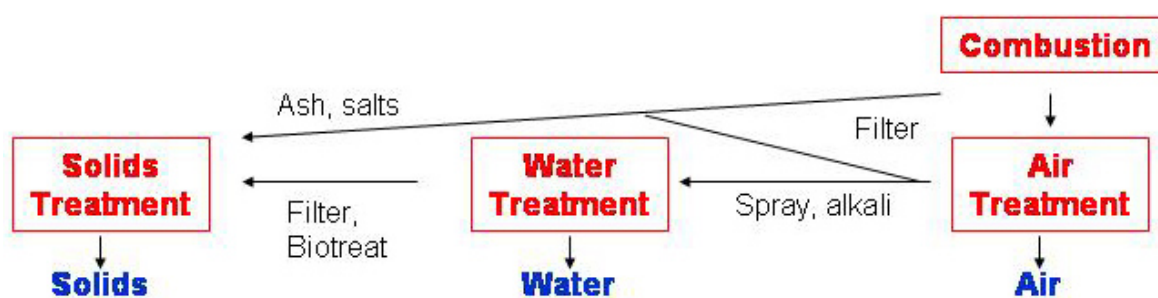 Combustion
Ash, salts
Filter
Solids
Treatment
Water
Treatment
Air
Treatment
Filter,
Biotreat
Spray, alkali
Solids
Water
Air